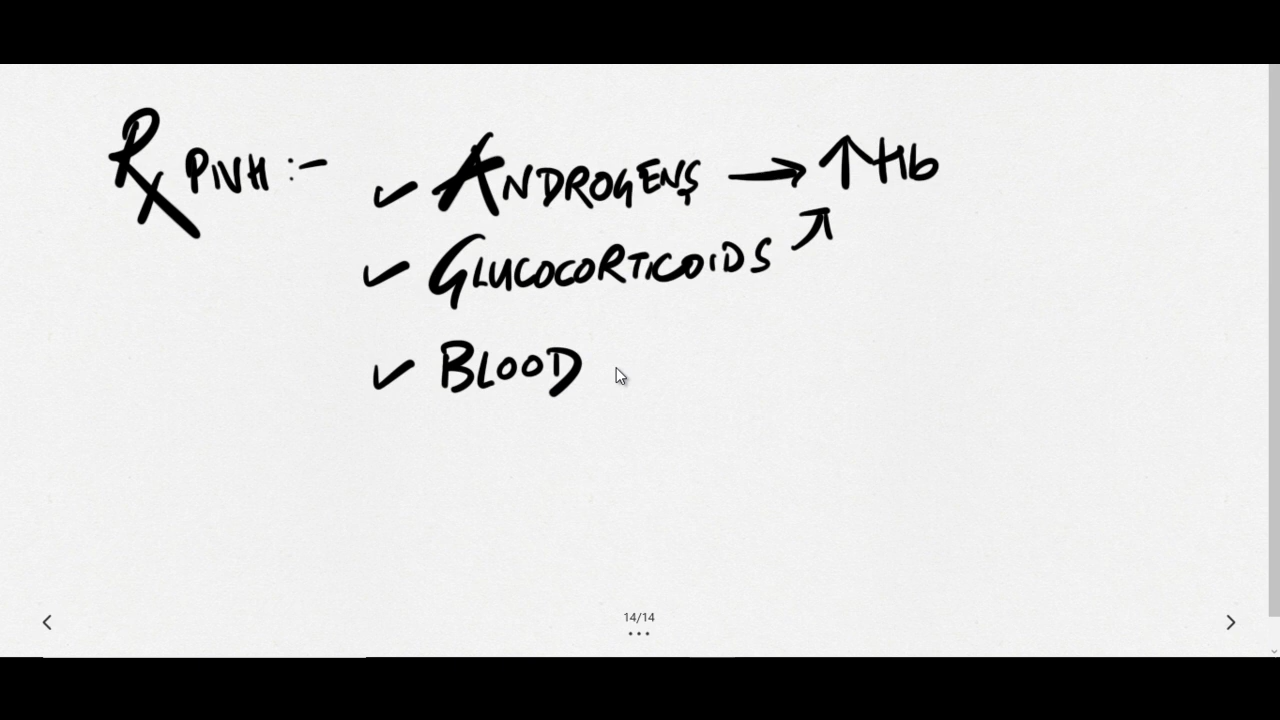 Rx PNH :- ✓ ANDROGENS → ↑Hb
✓ GLUCOCORTICOIDS ↗
✓ BLOOD
14/14